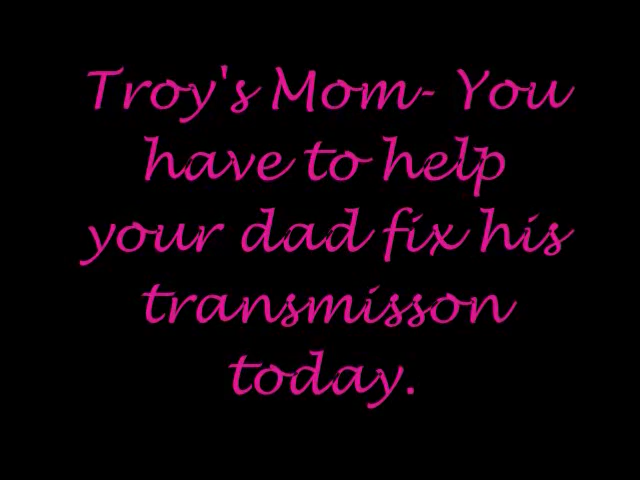 Troy's Mom- You
have to help
your dad fix his
transmisson
today.